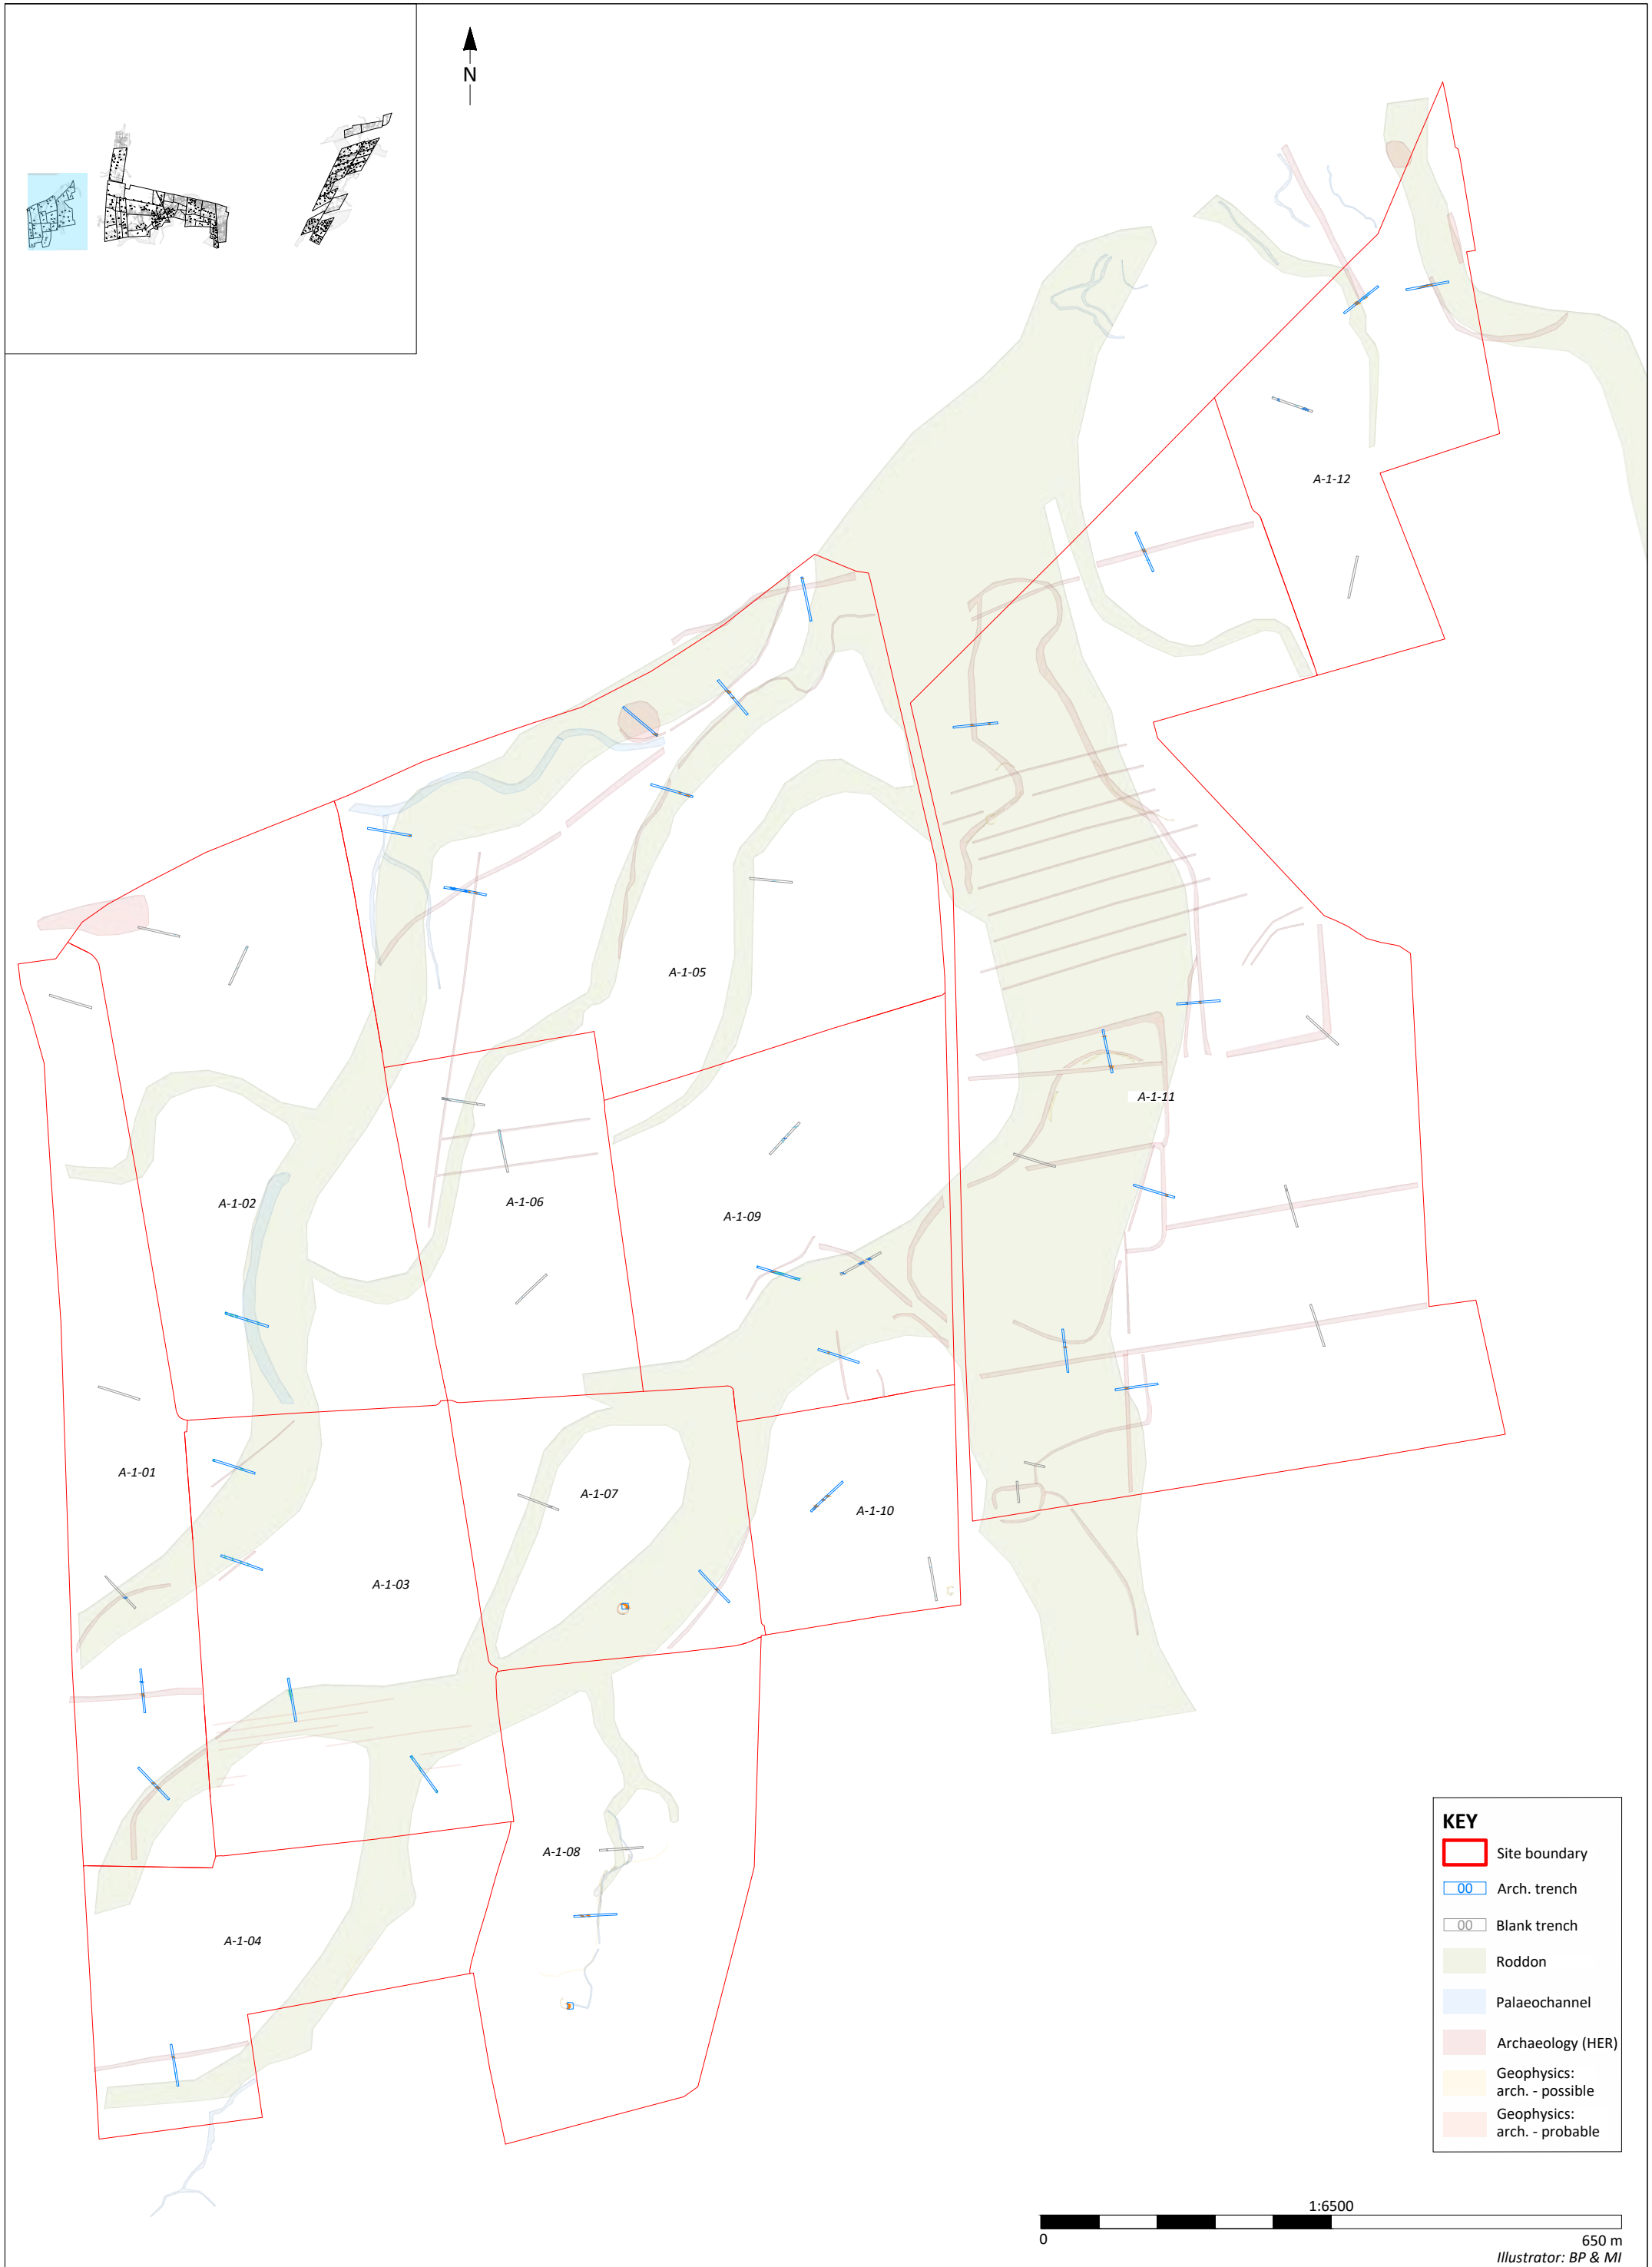 N
A-1-12
A-1-05
A-1-11
A-1-02
A-1-06
A-1-09
A-1-01
A-1-07
A-1-10
A-1-03
A-1-08
A-1-04
KEY
Site boundary
00 Arch. trench
00 Blank trench
Roddon
Palaeochannel
Archaeology (HER)
Geophysics:
arch. - possible
Geophysics:
arch. - probable
1:6500
0 650 m
Illustrator: BP & MI